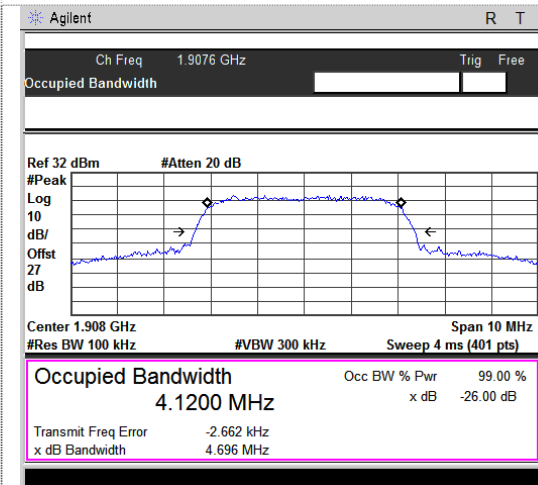 Agilent R T
Ch Freq 1.9076 GHz Trig Free
Occupied Bandwidth
Ref 32 dBm #Atten 20 dB
#Peak
Log
10
dB/
Offst
27
dB
Center 1.908 GHz Span 10 MHz
#Res BW 100 kHz #VBW 300 kHz Sweep 4 ms (401 pts)
Occupied Bandwidth Occ BW % Pwr 99.00 %
4.1200 MHz x dB -26.00 dB
Transmit Freq Error -2.662 kHz
x dB Bandwidth 4.696 MHz